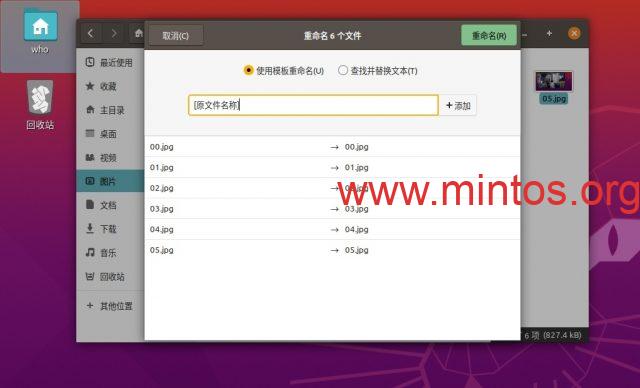 who
回收站
取消(C)
重命名 6 个文件
重命名(R)
使用模板重命名(U)
查找并替换文本(T)
[原文件名称]
+ 添加
00.jpg → 00.jpg
01.jpg → 01.jpg
02.jpg →
03.jpg → 03.jpg
04.jpg → 04.jpg
05.jpg → 05.jpg
最近使用
收藏
主目录
桌面
视频
图片
文档
下载
音乐
回收站
+ 其他位置
05.jpg
6 项 (827.4 kB)
www.mintos.org